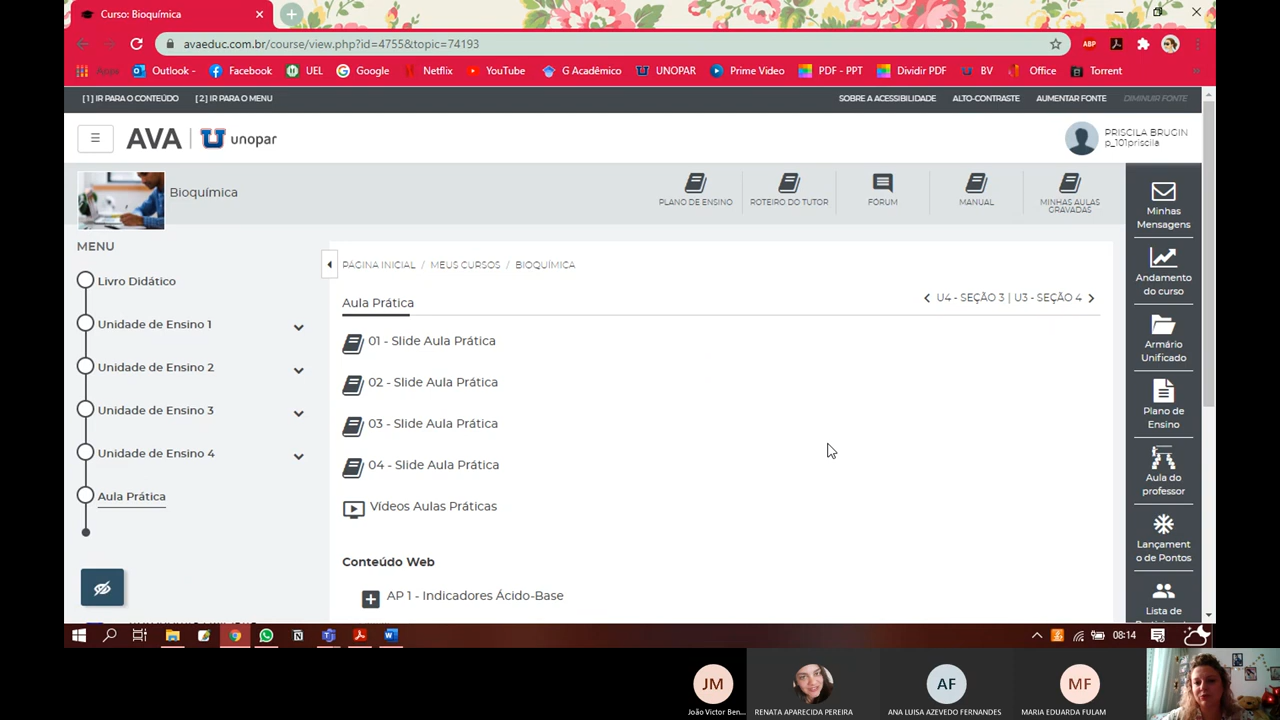 Curso: Bioquímica
avaeduc.com.br/course/view.php?id=4755&topic=74193
ABP
Apps
Outlook -
Facebook
UEL
Google
Netflix
YouTube
G Acadêmico
UNOPAR
Prime Video
PDF - PPT
Dividir PDF
BV
Office
Torrent
[1] IR PARA O CONTEÚDO
[2] IR PARA O MENU
SOBRE A ACESSIBILIDADE
ALTO-CONTRASTE
AUMENTAR FONTE
DIMINUIR FONTE
AVA
unopar
PRISCILA BRUGIN
p_101priscila
Bioquímica
PLANO DE ENSINO
ROTEIRO DO TUTOR
FÓRUM
MANUAL
MINHAS AULAS
GRAVADAS
MENU
Livro Didático
Unidade de Ensino 1
Unidade de Ensino 2
Unidade de Ensino 3
Unidade de Ensino 4
Aula Prática
PÁGINA INICIAL / MEUS CURSOS / BIOQUÍMICA
Aula Prática
U4 - SEÇÃO 3 | U3 - SEÇÃO 4
01 - Slide Aula Prática
02 - Slide Aula Prática
03 - Slide Aula Prática
04 - Slide Aula Prática
Vídeos Aulas Práticas
Conteúdo Web
AP 1 - Indicadores Ácido-Base
Minhas
Mensagens
Andamento
do curso
Armário
Unificado
Plano de
Ensino
Aula do
professor
Lançament
o de Pontos
Lista de
08:14
JM
João Victor Ben...
RENATA APARECIDA PEREIRA
AF
ANA LUISA AZEVEDO FERNANDES
MF
MARIA EDUARDA FULAM